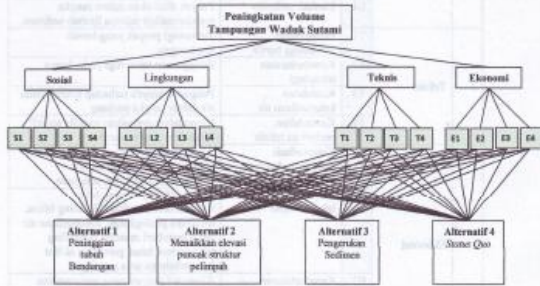 Peningkatan Volume
Tampungan Waduk Sutami
Sosial
Lingkungan
Teknis
Ekonomi
S1 S2 S3 S4
L1 L2 L3 L4
T1 T2 T3 T4
E1 E2 E3 E4
Alternatif 1
Peninggian
tubuh
Bendungan
Alternatif 2
Menaikkan elevasi
puncak struktur
pelimpah
Alternatif 3
Pengerukan
Sedimen
Alternatif 4
Status Quo